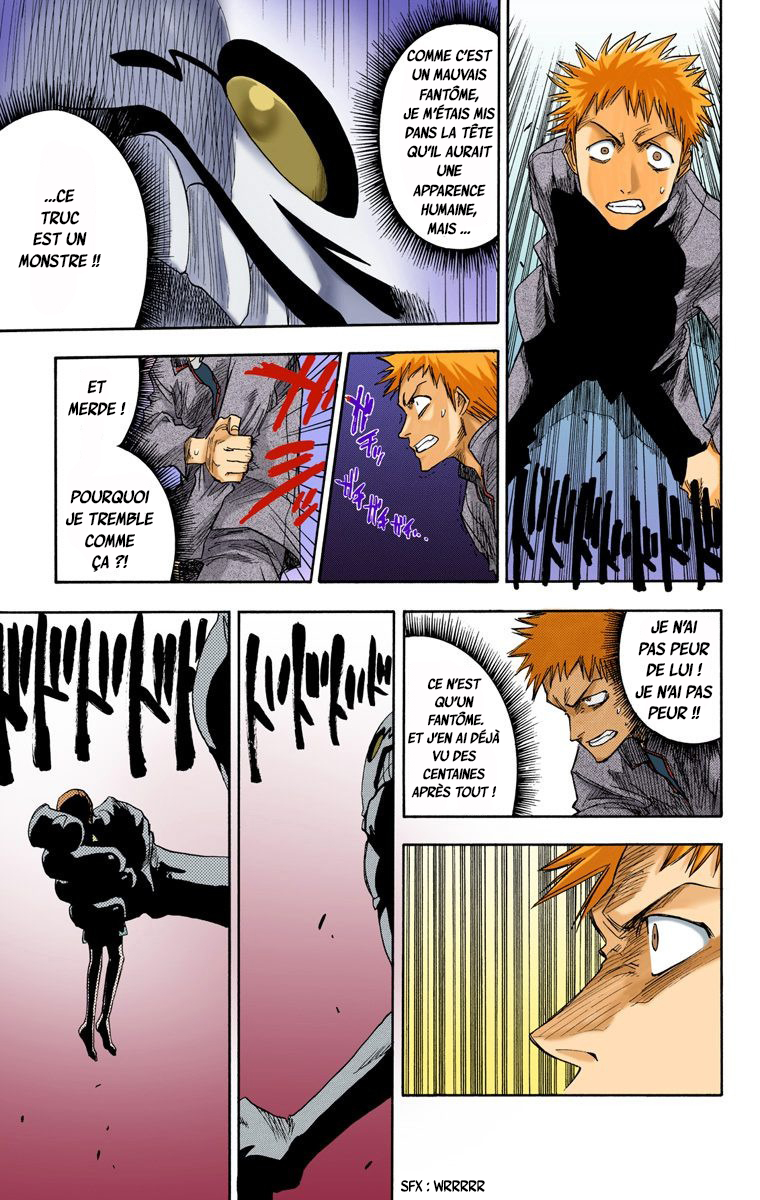 COMME C'EST
UN MAUVAIS
FANTÔME,
JE M'ÉTAIS MIS
DANS LA TÊTE
QU'IL AURAIT
UNE
APPARENCE
HUMAINE,
MAIS ...
...CE
TRUC
EST UN
MONSTRE !!
ET
MERDE !
POURQUOI
JE TREMBLE
COMME
ÇA ?!
JE N'AI
PAS PEUR
DE LUI !
JE N'AI PAS
PEUR !!
CE N'EST
QU'UN
FANTÔME.
ET J'EN AI DÉJÀ
VU DES
CENTAINES
APRÈS TOUT !
SFX : WRRRRR